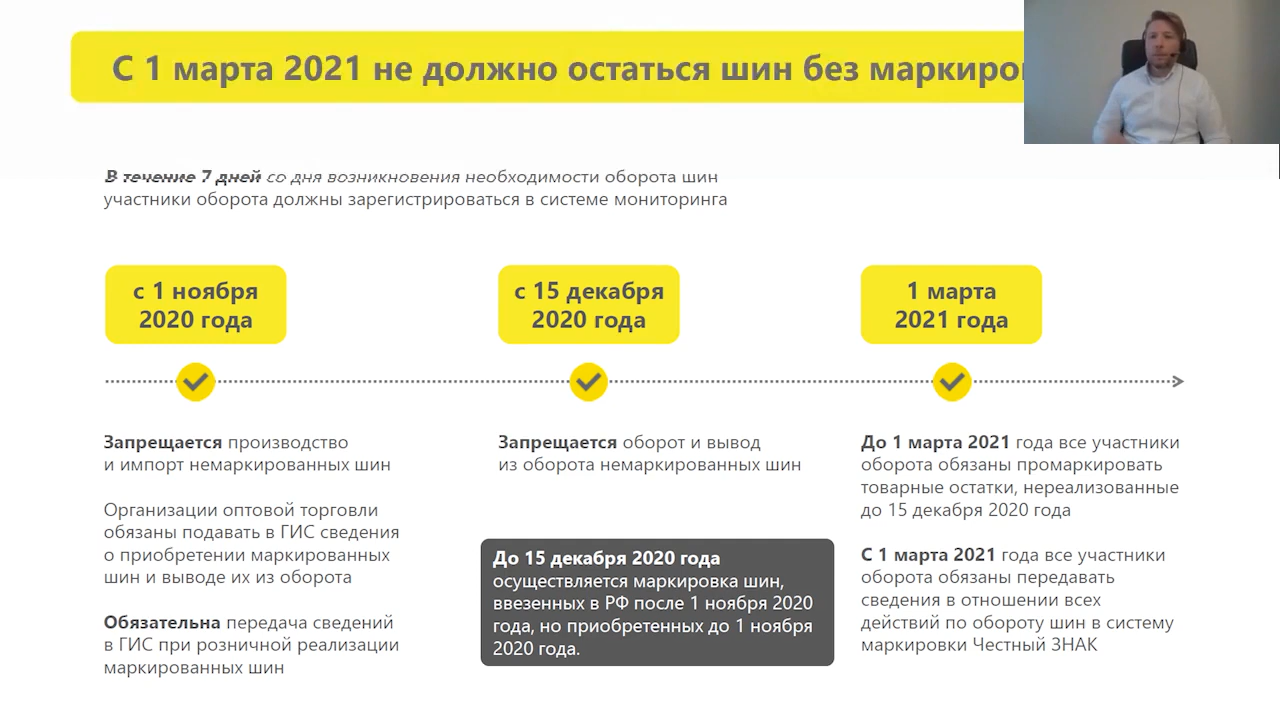 С 1 марта 2021 не должно остаться шин без
В течение 7 дней со дня возникновения необходимости оборота шин
участники оборота должны зарегистрироваться в системе мониторинга
с 1 ноября
2020 года
с 15 декабря
2020 года
1 марта
2021 года
Запрещается производство
и импорт немаркированных шин
Организации оптовой торговли
обязаны подавать в ГИС сведения
о приобретении маркированных
шин и выводе их из оборота
Обязательна передача сведений
в ГИС при розничной реализации
маркированных шин
Запрещается оборот и вывод
из оборота немаркированных шин
До 15 декабря 2020 года
осуществляется маркировка шин,
ввезенных в РФ после 1 ноября 2020
года, но приобретенных до 1 ноября
2020 года.
До 1 марта 2021 года все участники
оборота обязаны промаркировать
товарные остатки, нереализованные
до 15 декабря 2020 года
С 1 марта 2021 года все участники
оборота обязаны передавать
сведения в отношении всех
действий по обороту шин в систему
маркировки Честный ЗНАК